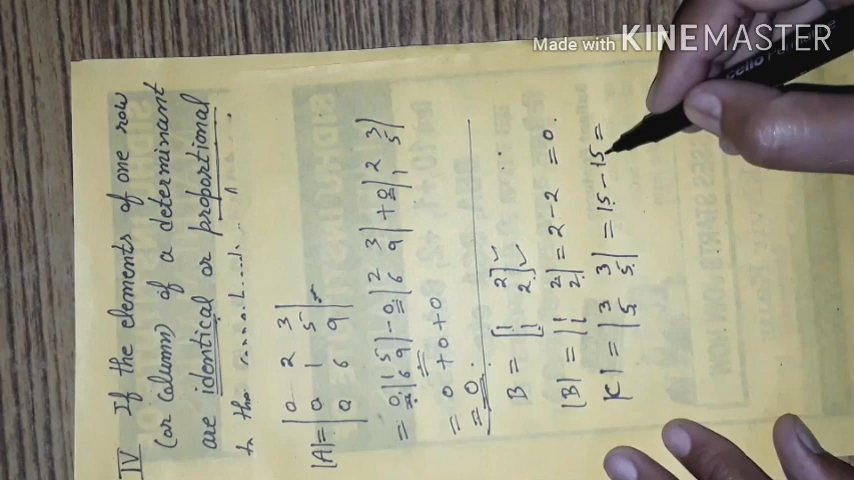 Made with KINEMASTER
IV If the elements of one row
(or column) of a determinant
are identical or proportional
to the
|A| = | 0 2 3 |
| 0 1 5 |
| 0 6 9 |
= 0 | 1 5 | - 0 | 2 3 | + 0 | 2 3 |
| 6 9 | | 6 9 | | 1 5 |
= 0 + 0 + 0
= 0.
B = [ 1 2 ]
[ 1 2 ]
|B| = | 1 2 | = 2 - 2 = 0.
| 1 2 |
|C| = | 3 3 | = 15 - 15 =
| 5 5 |
cello